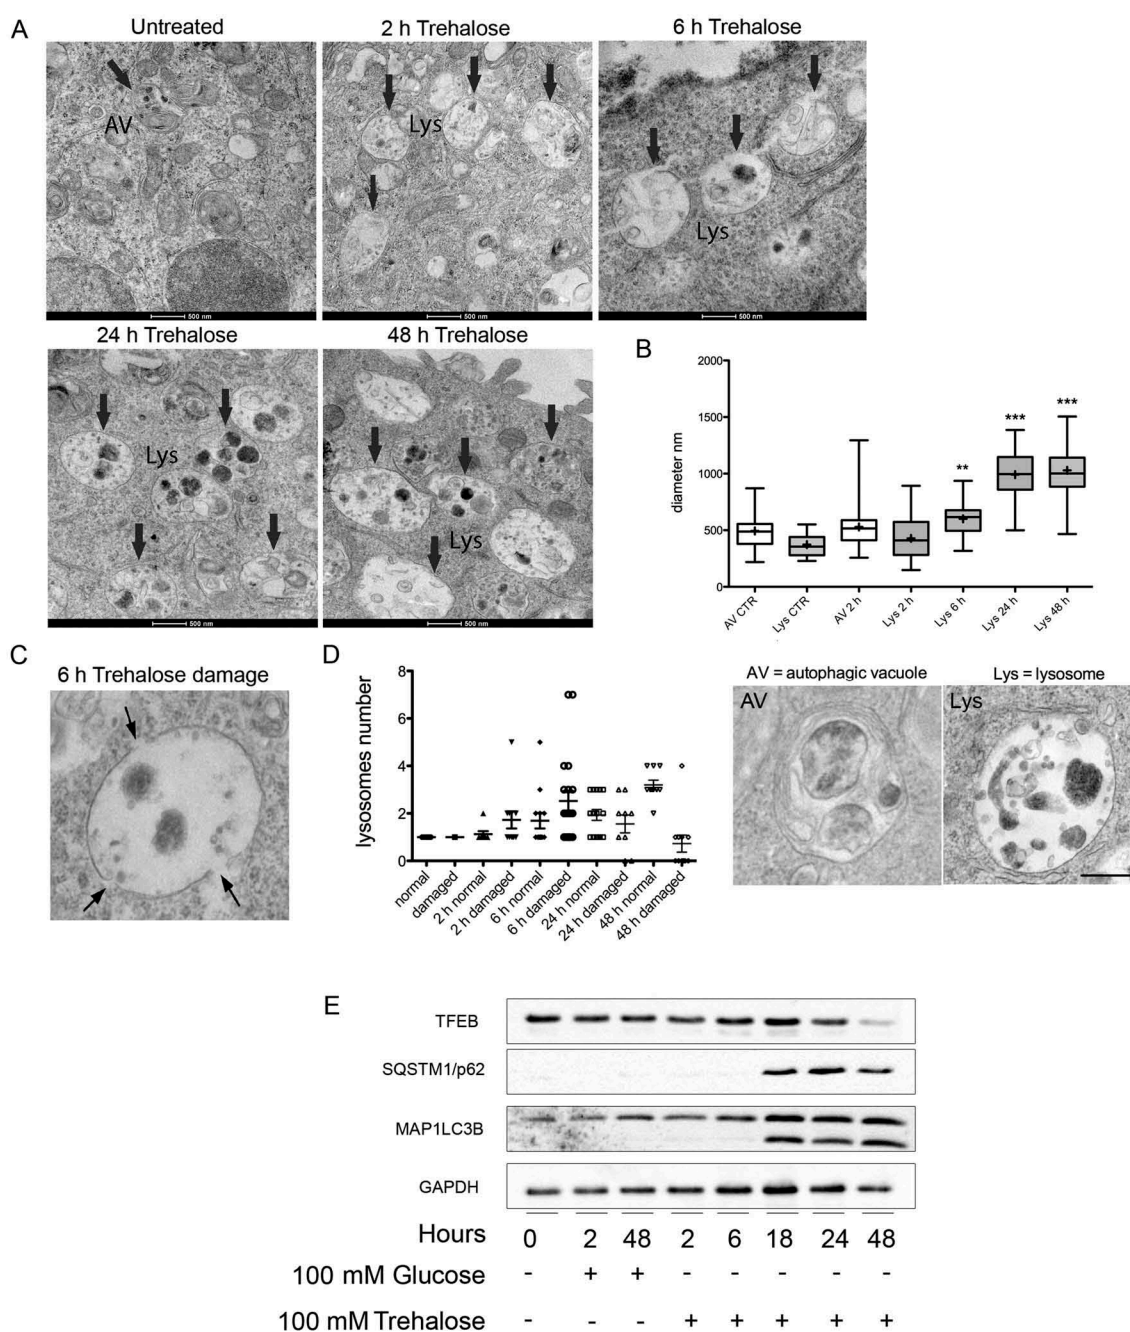 A
Untreated
2 h Trehalose
6 h Trehalose
AV
Lys
Lys
500 nm
500 nm
500 nm
24 h Trehalose
48 h Trehalose
Lys
Lys
500 nm
500 nm
B
diameter nm
2000
1500
1000
500
0
**
***
***
AV CTR
Lys CTR
AV 2 h
Lys 2 h
Lys 6 h
Lys 24 h
Lys 48 h
C
6 h Trehalose damage
D
lysosomes number
8
6
4
2
0
normal
damaged
2 h normal
2 h damaged
6 h normal
6 h damaged
24 h normal
24 h damaged
48 h normal
48 h damaged
AV = autophagic vacuole
Lys = lysosome
AV
Lys
E
TFEB
SQSTM1/p62
MAP1LC3B
GAPDH
Hours 0 2 48 2 6 18 24 48
100 mM Glucose - + + - - - - -
100 mM Trehalose - - - + + + + +